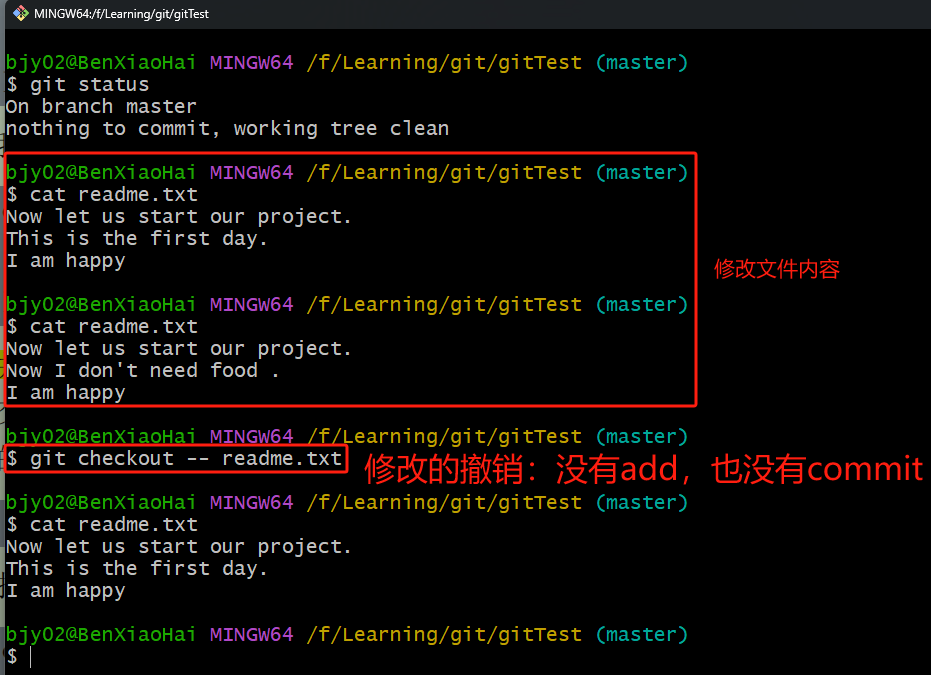 MINGW64:/f/Learning/git/gitTest
bjy02@BenXiaoHai MINGW64 /f/Learning/git/gitTest (master)
$ git status
On branch master
nothing to commit, working tree clean
bjy02@BenXiaoHai MINGW64 /f/Learning/git/gitTest (master)
$ cat readme.txt
Now let us start our project.
This is the first day.
I am happy
修改文件内容
bjy02@BenXiaoHai MINGW64 /f/Learning/git/gitTest (master)
$ cat readme.txt
Now let us start our project.
Now I don't need food .
I am happy
bjy02@BenXiaoHai MINGW64 /f/Learning/git/gitTest (master)
$ git checkout -- readme.txt
修改的撤销：没有add，也没有commit
bjy02@BenXiaoHai MINGW64 /f/Learning/git/gitTest (master)
$ cat readme.txt
Now let us start our project.
This is the first day.
I am happy
bjy02@BenXiaoHai MINGW64 /f/Learning/git/gitTest (master)
$